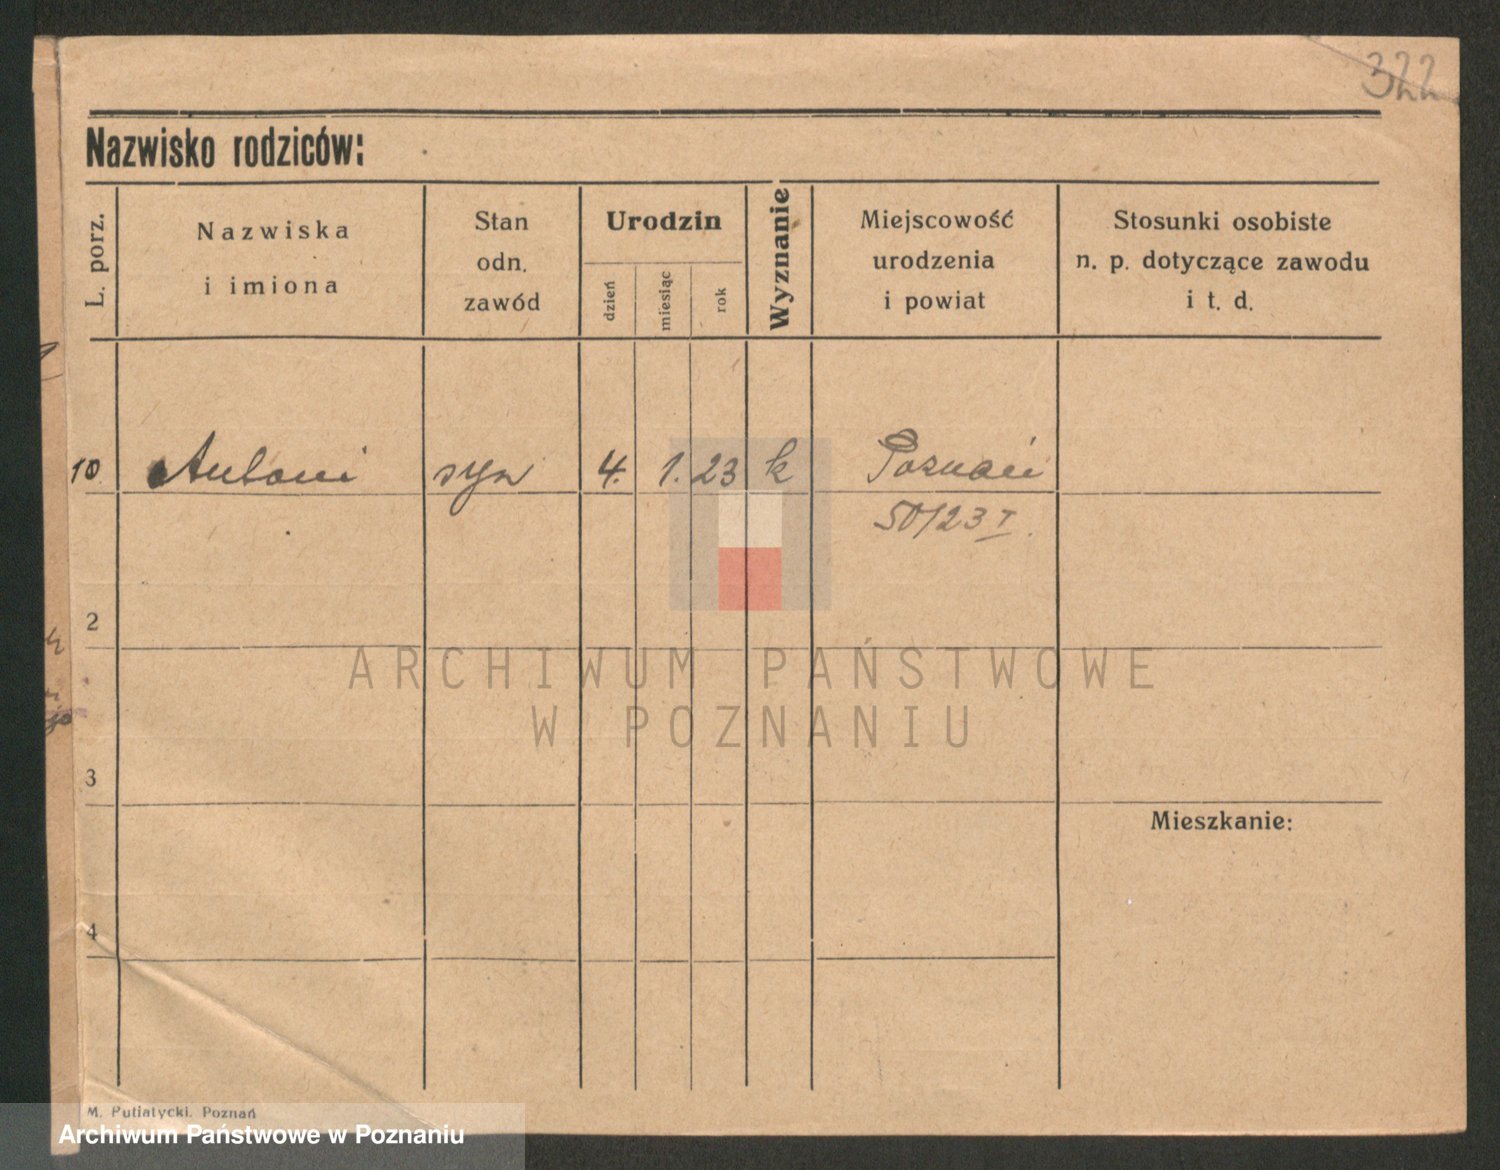 322
Nazwisko rodziców:
L. porz.
Nazwiska
i imiona
Stan
odn.
zawód
Urodzin
dzień
miesiąc
rok
Wyznanie
Miejscowość
urodzenia
i powiat
Stosunki osobiste
n. p. dotyczące zawodu
i t. d.
10 Antoni syn 4. 1. 23 k Poznań
50/23 I.
2
3
4
Mieszkanie:
ARCHIWUM PAŃSTWOWE
W POZNANIU
M. Putiatycki. Poznań
Archiwum Państwowe w Poznaniu